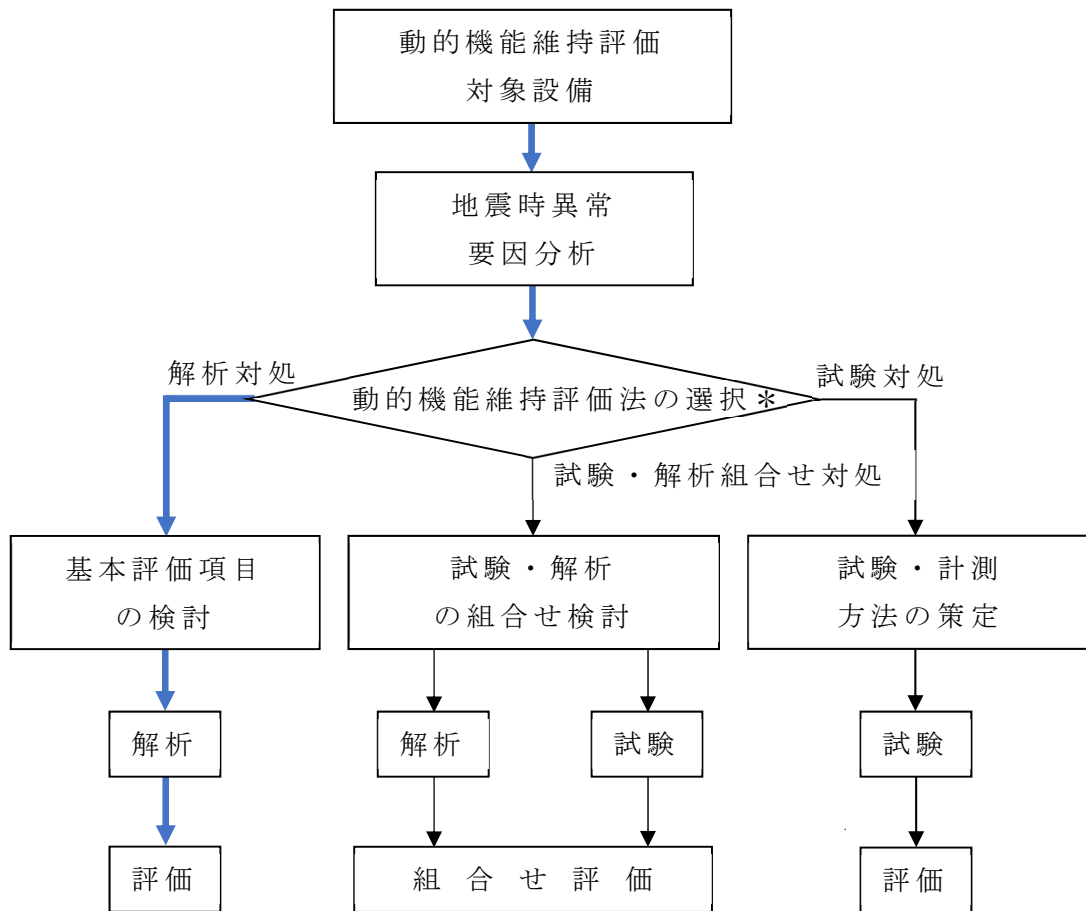 動的機能維持評価
対象設備
地震時異常
要因分析
解析対処
試験対処
動的機能維持評価法の選択＊
試験・解析組合せ対処
基本評価項目
の検討
試験・解析
の組合せ検討
試験・計測
方法の策定
解析
解析
試験
試験
評価
組合せ評価
評価